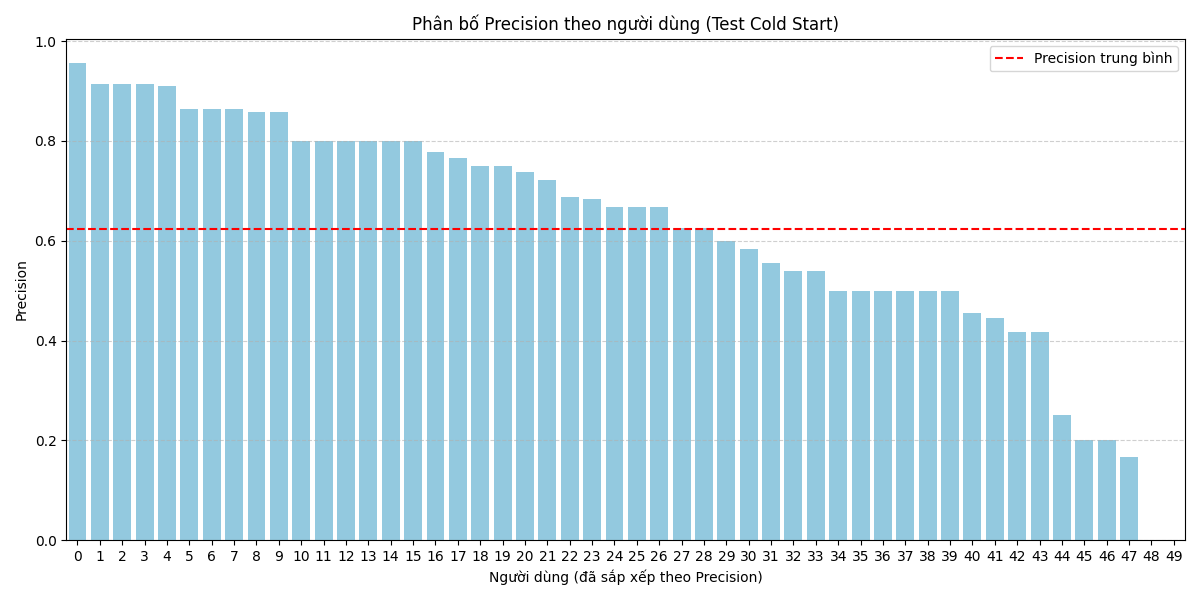 Phân bố Precision theo người dùng (Test Cold Start)
Precision trung bình
1.0
0.8
0.6
0.4
0.2
0.0
Precision
0 1 2 3 4 5 6 7 8 9 10 11 12 13 14 15 16 17 18 19 20 21 22 23 24 25 26 27 28 29 30 31 32 33 34 35 36 37 38 39 40 41 42 43 44 45 46 47 48 49
Người dùng (đã sắp xếp theo Precision)